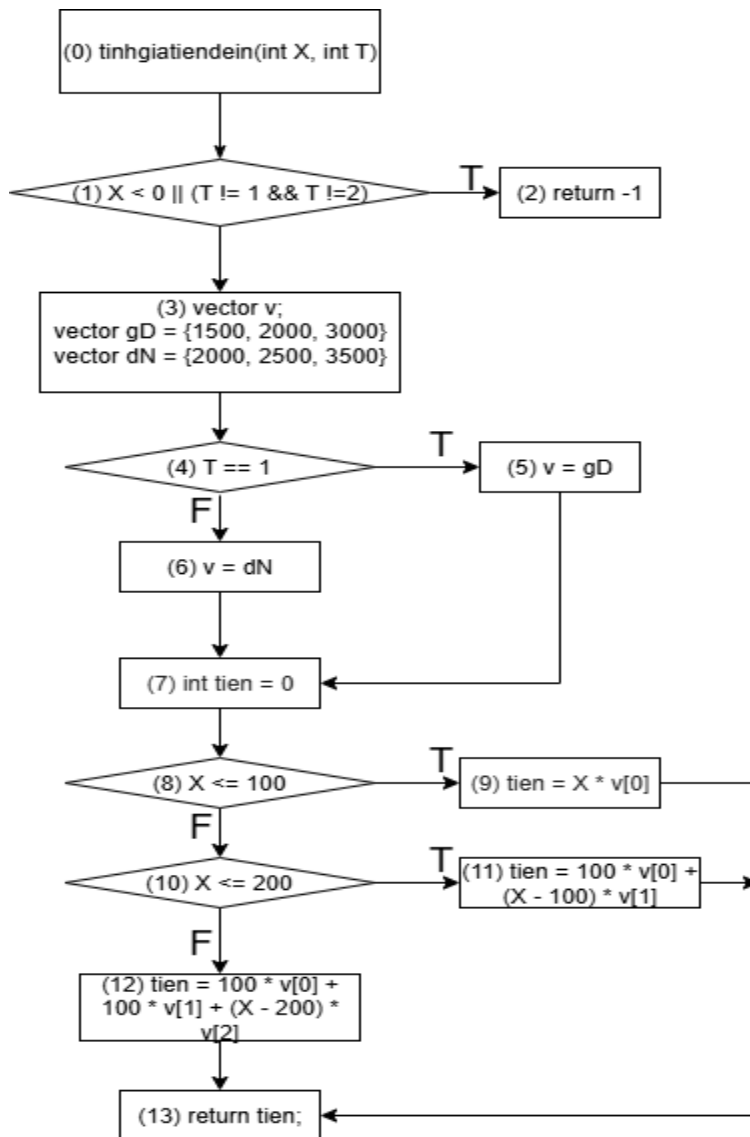 (0) tinhgiatiendein(int X, int T)
(1) X < 0 || (T != 1 && T !=2)
T
(2) return -1
(3) vector v;
vector gD = {1500, 2000, 3000}
vector dN = {2000, 2500, 3500}
(4) T == 1
T
(5) v = gD
F
(6) v = dN
(7) int tien = 0
(8) X <= 100
T
(9) tien = X * v[0]
F
(10) X <= 200
T
(11) tien = 100 * v[0] +
(X - 100) * v[1]
F
(12) tien = 100 * v[0] +
100 * v[1] + (X - 200) *
v[2]
(13) return tien;